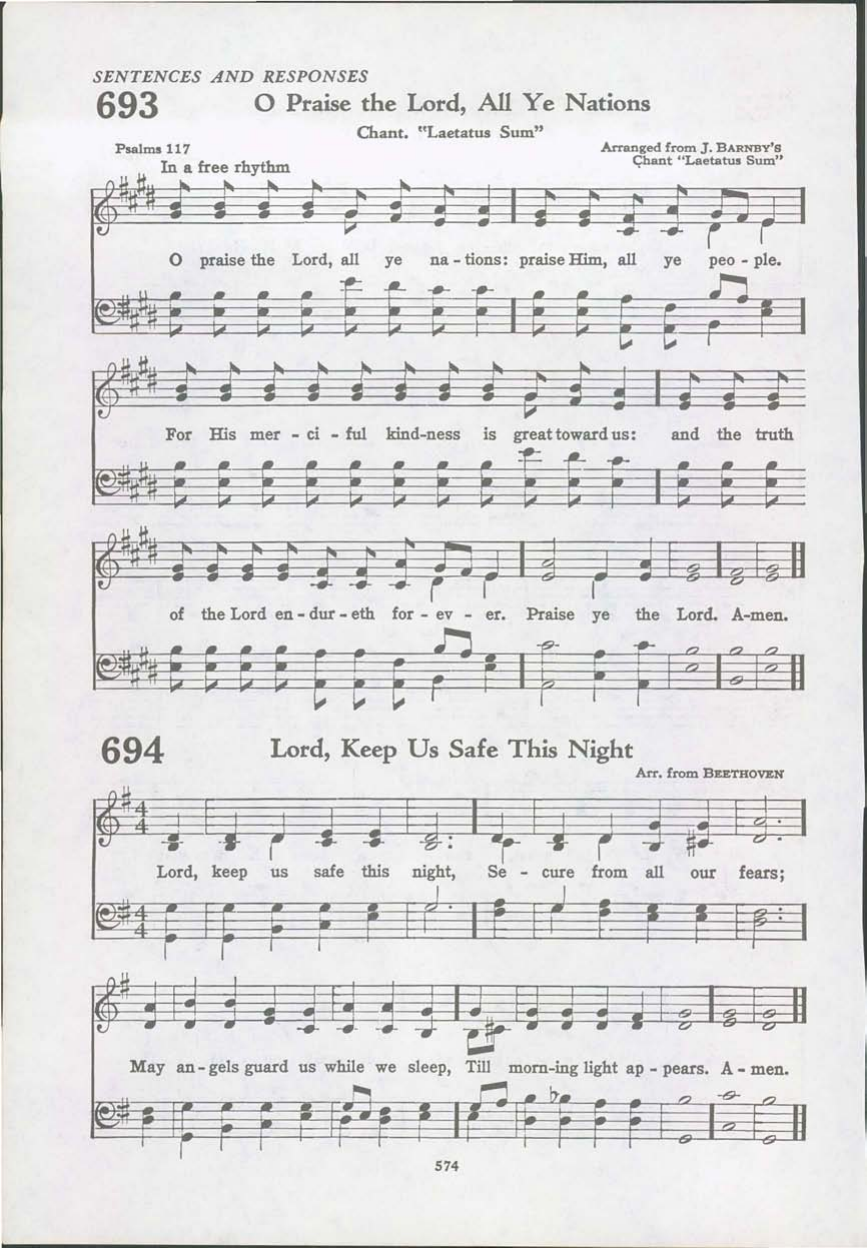 SENTENCES AND RESPONSES
693 O Praise the Lord, All Ye Nations
Chant. "Laetatus Sum"
Psalms 117
Arranged from J. BARNBY'S
Chant "Laetatus Sum"
In a free rhythm
O praise the Lord, all ye na - tions: praise Him, all ye peo - ple.
For His mer - ci - ful kind-ness is great toward us: and the truth
of the Lord en - dur - eth for - ev - er. Praise ye the Lord. A-men.
694 Lord, Keep Us Safe This Night
Arr. from BEETHOVEN
4
4
Lord, keep us safe this night, Se - cure from all our fears;
4
4
May an - gels guard us while we sleep, Till morn-ing light ap - pears. A - men.
574